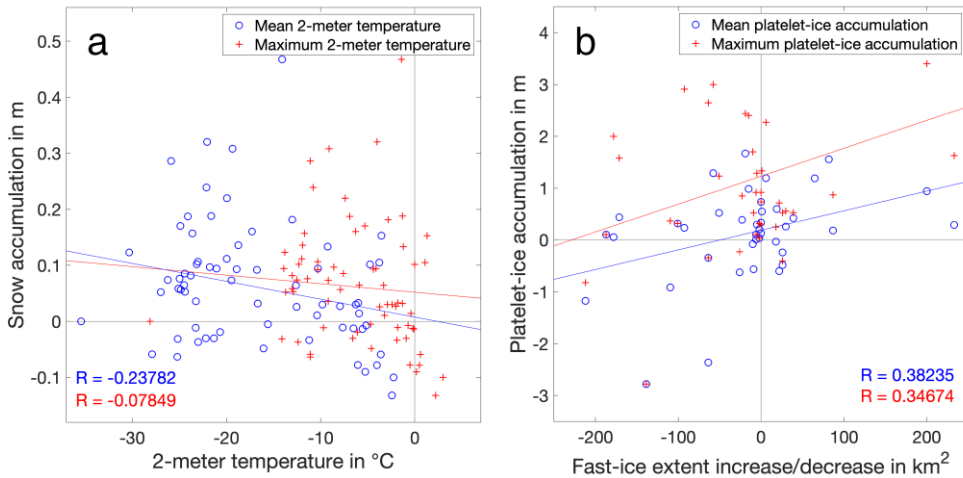 a
Mean 2-meter temperature
Maximum 2-meter temperature
Snow accumulation in m
0.5
0.4
0.3
0.2
0.1
0
-0.1
R = -0.23782
R = -0.07849
-30
-20
-10
0
2-meter temperature in °C
b
Mean platelet-ice accumulation
Maximum platelet-ice accumulation
Platelet-ice accumulation in m
4
3
2
1
0
-1
-2
-3
R = 0.38235
R = 0.34674
-200
-100
0
100
200
Fast-ice extent increase/decrease in km²